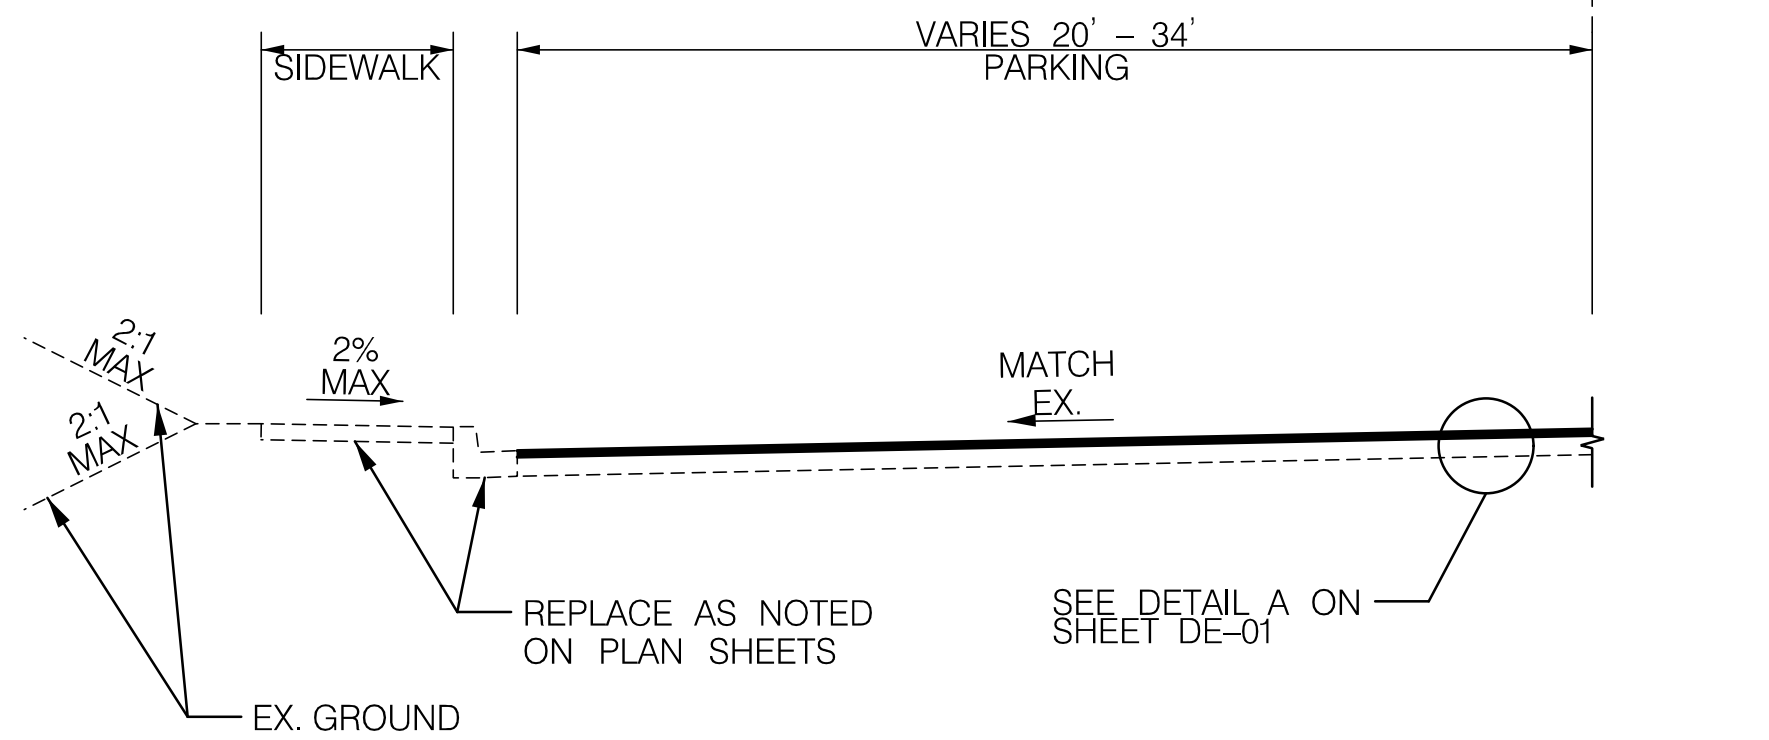 VARIES 20' – 34'
PARKING
SIDEWALK
2:1
MAX
2:1
MAX
2%
MAX
MATCH
EX.
REPLACE AS NOTED
ON PLAN SHEETS
SEE DETAIL A ON
SHEET DE–01
EX. GROUND